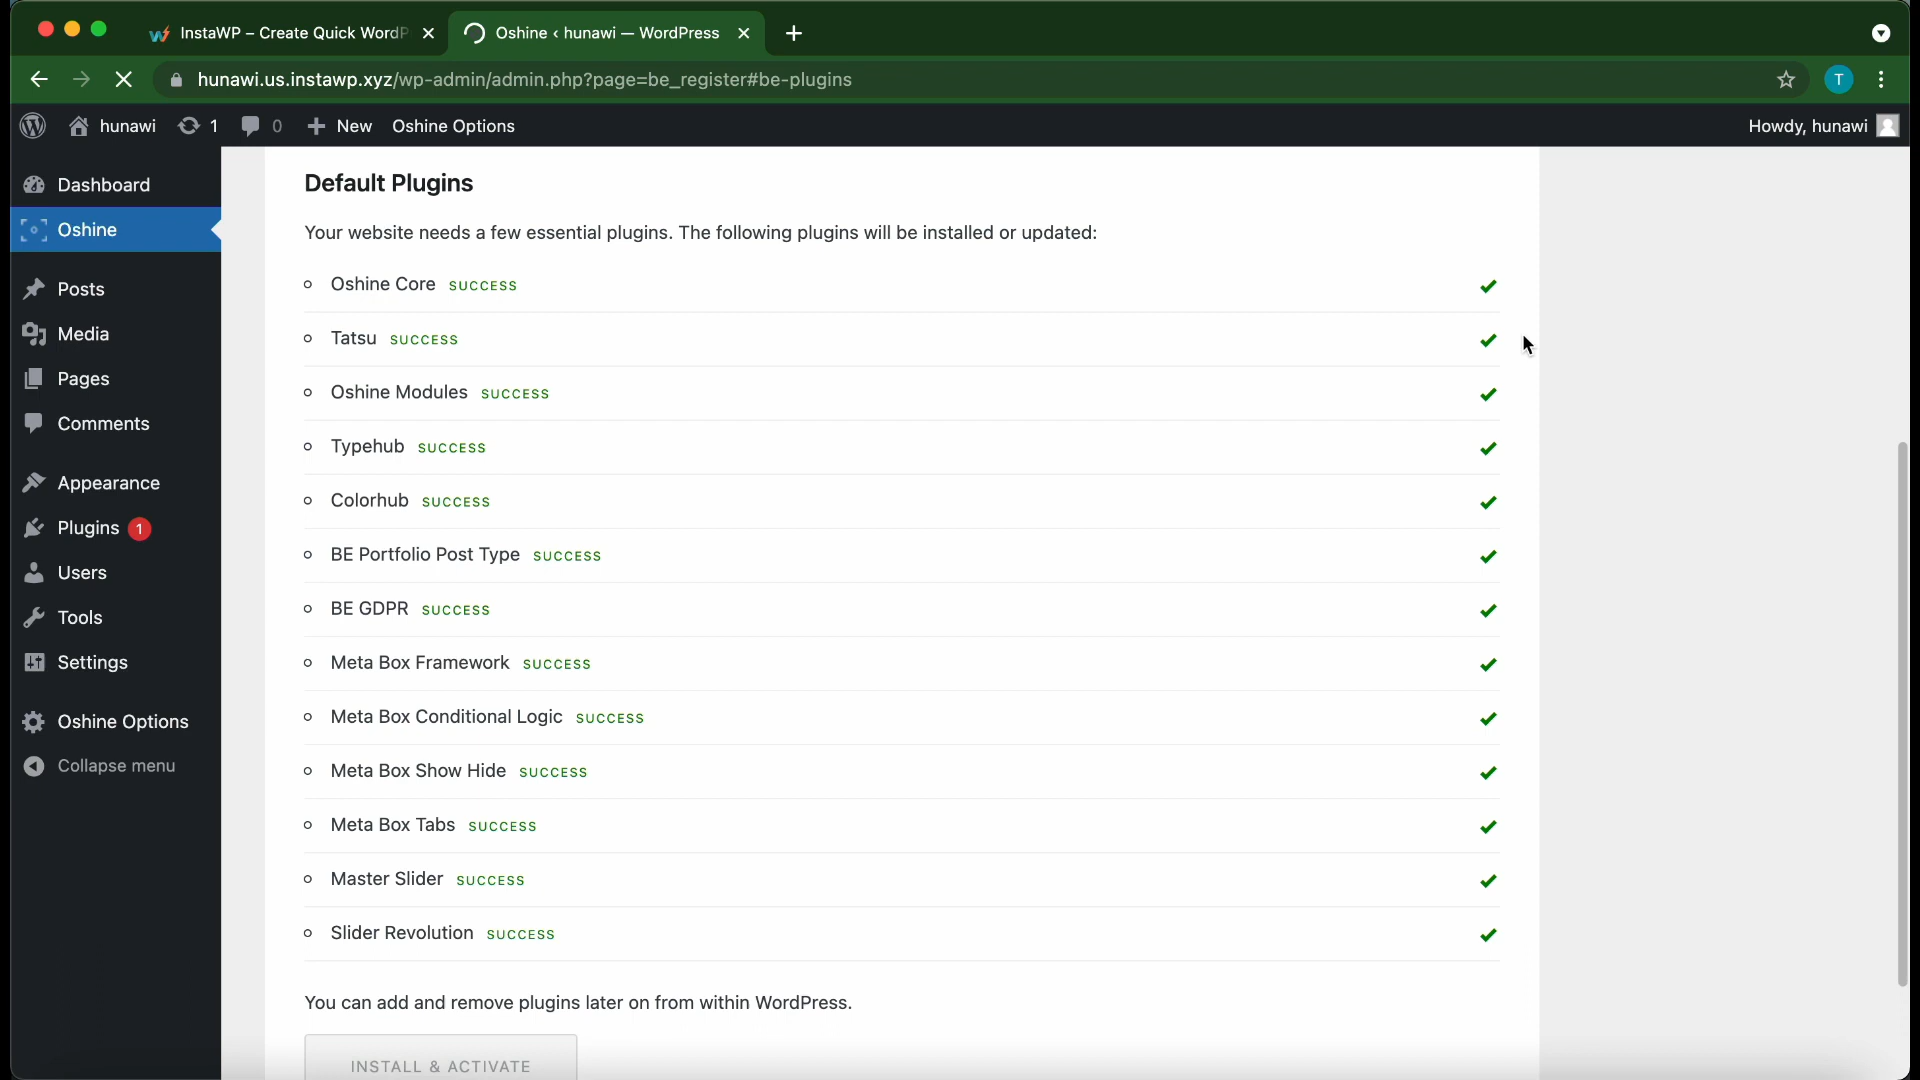 InstaWP – Create Quick WordP
Oshine ‹ hunawi — WordPress
hunawi.us.instawp.xyz/wp-admin/admin.php?page=be_register#be-plugins
T
hunawi
1
0
New
Oshine Options
Howdy, hunawi
Dashboard
Oshine
Posts
Media
Pages
Comments
Appearance
Plugins 1
Users
Tools
Settings
Oshine Options
Collapse menu
Default Plugins
Your website needs a few essential plugins. The following plugins will be installed or updated:
Oshine Core SUCCESS
Tatsu SUCCESS
Oshine Modules SUCCESS
Typehub SUCCESS
Colorhub SUCCESS
BE Portfolio Post Type SUCCESS
BE GDPR SUCCESS
Meta Box Framework SUCCESS
Meta Box Conditional Logic SUCCESS
Meta Box Show Hide SUCCESS
Meta Box Tabs SUCCESS
Master Slider SUCCESS
Slider Revolution SUCCESS
You can add and remove plugins later on from within WordPress.
INSTALL & ACTIVATE